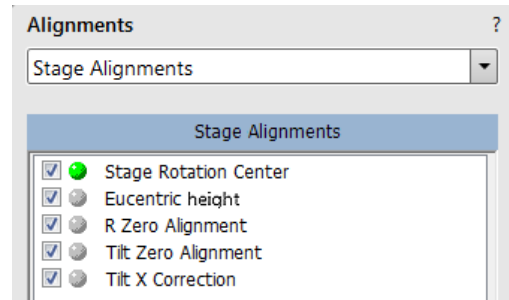 Alignments ?
Stage Alignments
Stage Alignments
Stage Rotation Center
Eucentric height
R Zero Alignment
Tilt Zero Alignment
Tilt X Correction